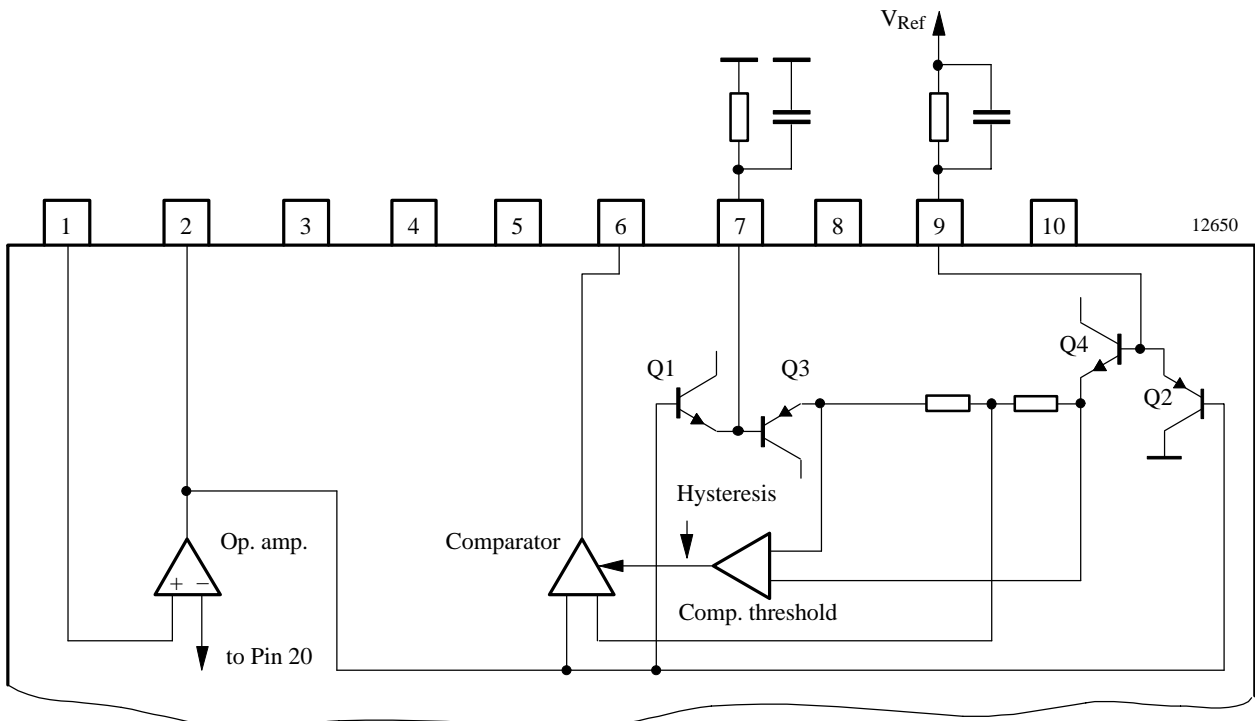 V_Ref
1
2
3
4
5
6
7
8
9
10
12650
Q4
Q1
Q3
Q2
Hysteresis
Op. amp.
Comparator
+ −
Comp. threshold
to Pin 20